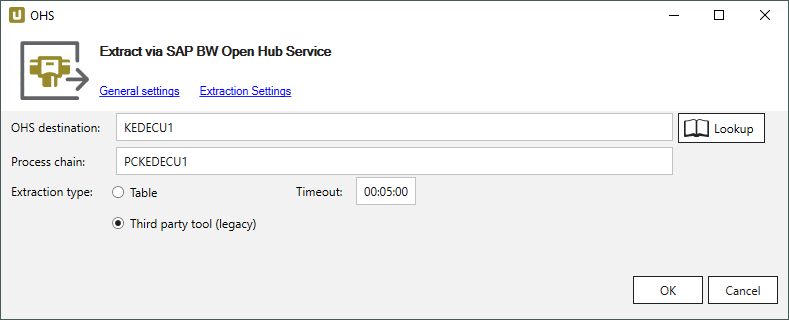 OHS
Extract via SAP BW Open Hub Service
General settings Extraction Settings
OHS destination: KEDECU1 Lookup
Process chain: PCKEDECU1
Extraction type: Table Timeout: 00:05:00
Third party tool (legacy)
OK Cancel